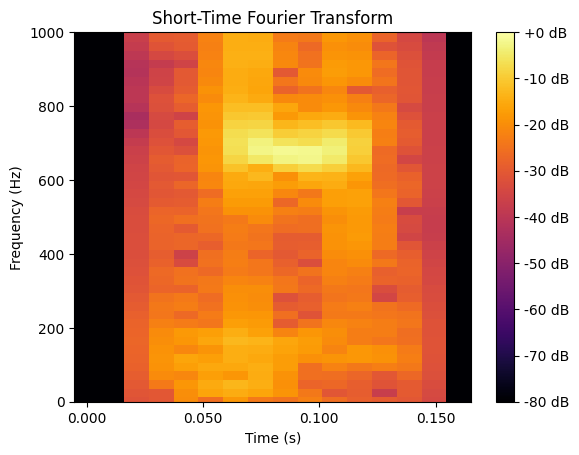 Short-Time Fourier Transform
1000
800
600
400
200
0
Frequency (Hz)
0.000
0.050
0.100
0.150
Time (s)
+0 dB
-10 dB
-20 dB
-30 dB
-40 dB
-50 dB
-60 dB
-70 dB
-80 dB